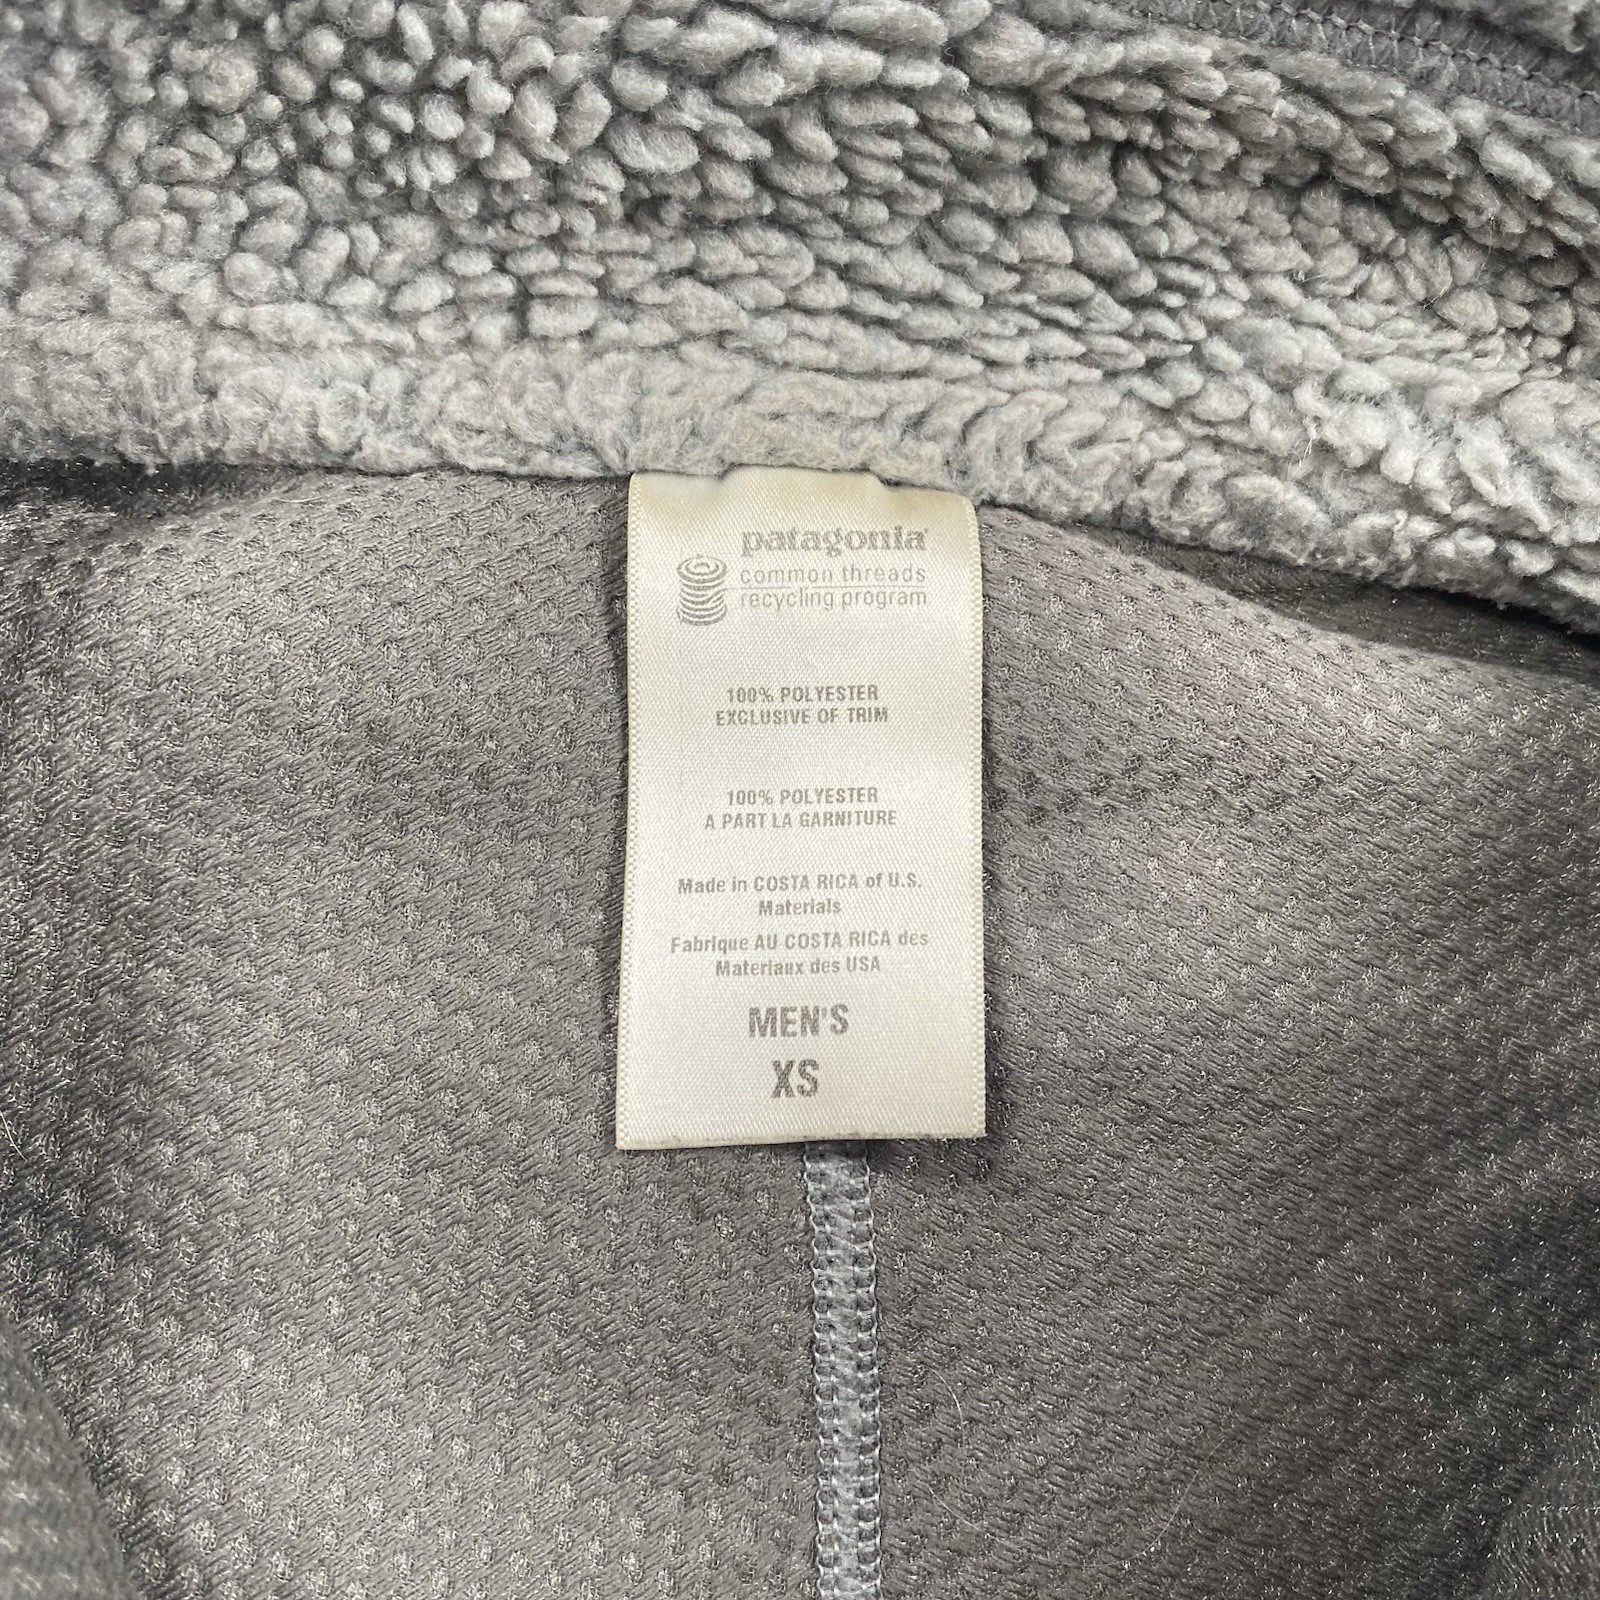 patagonia®
common threads
recycling program
100% POLYESTER
EXCLUSIVE OF TRIM
100% POLYESTER
A PART LA GARNITURE
Made in COSTA RICA of U.S.
Materials
Fabrique AU COSTA RICA des
Materiaux des USA
MEN'S
XS